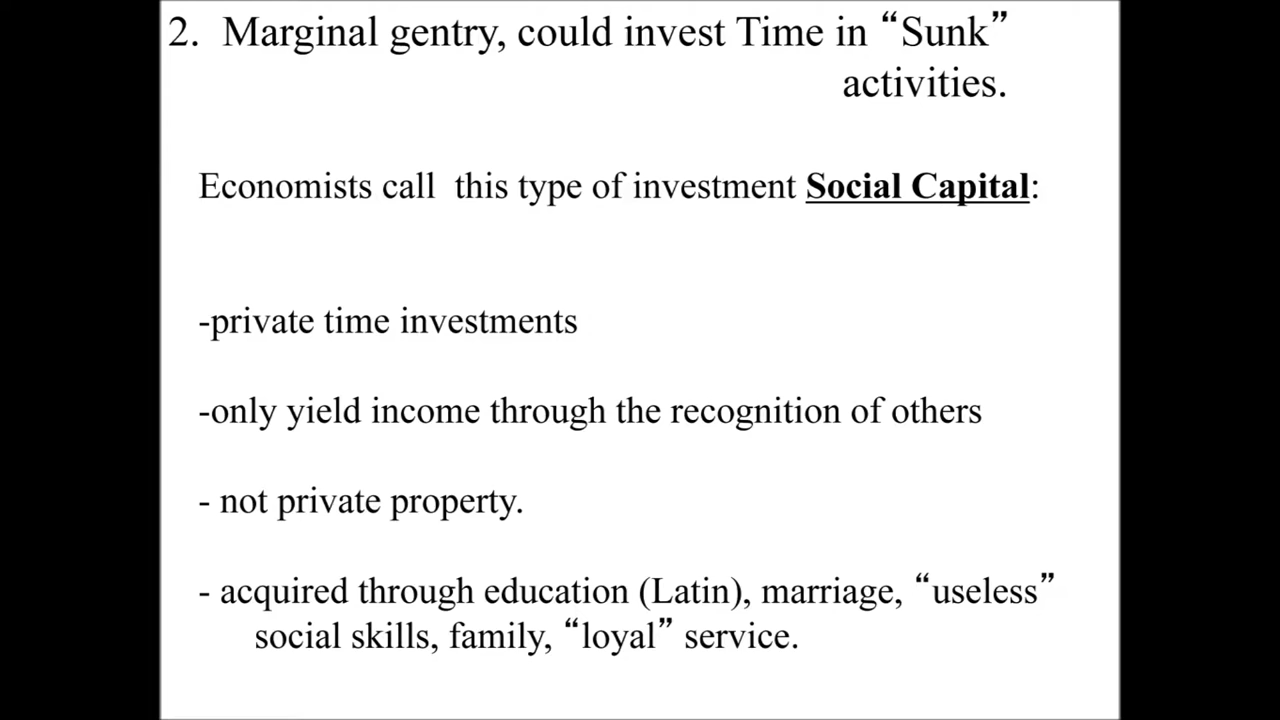 2. Marginal gentry, could invest Time in “Sunk”
activities.
Economists call this type of investment Social Capital:
-private time investments
-only yield income through the recognition of others
- not private property.
- acquired through education (Latin), marriage, “useless”
social skills, family, “loyal” service.